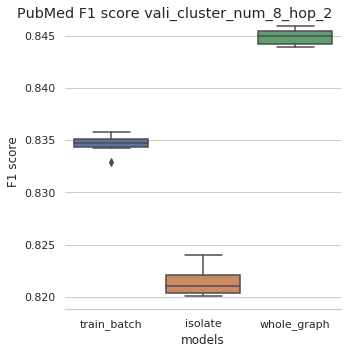 PubMed F1 score vali_cluster_num_8_hop_2
0.845
0.840
0.835
0.830
0.825
0.820
F1 score
train_batch isolate whole_graph
models